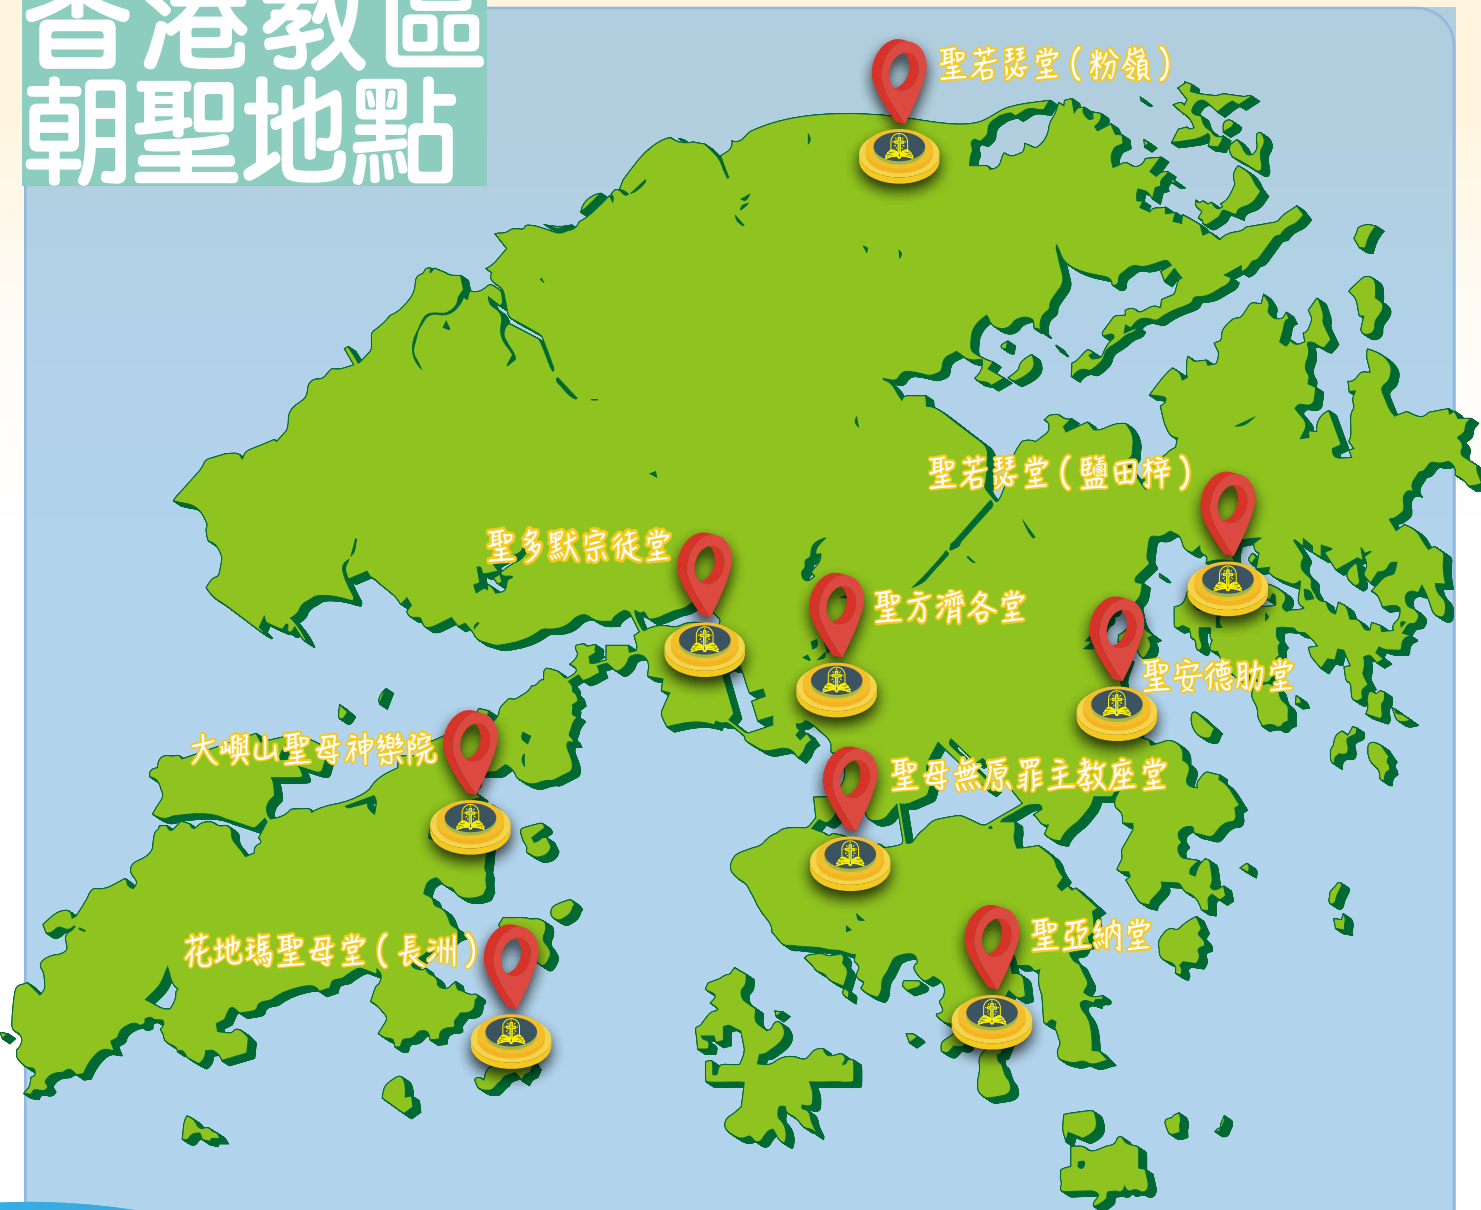 香港教區
朝聖地點
聖若瑟堂(粉嶺)
聖若瑟堂(鹽田梓)
聖多默宗徒堂
聖方濟各堂
聖安德肋堂
大嶼山聖母神樂院
聖母無原罪主教座堂
聖亞納堂
花地瑪聖母堂(長洲)